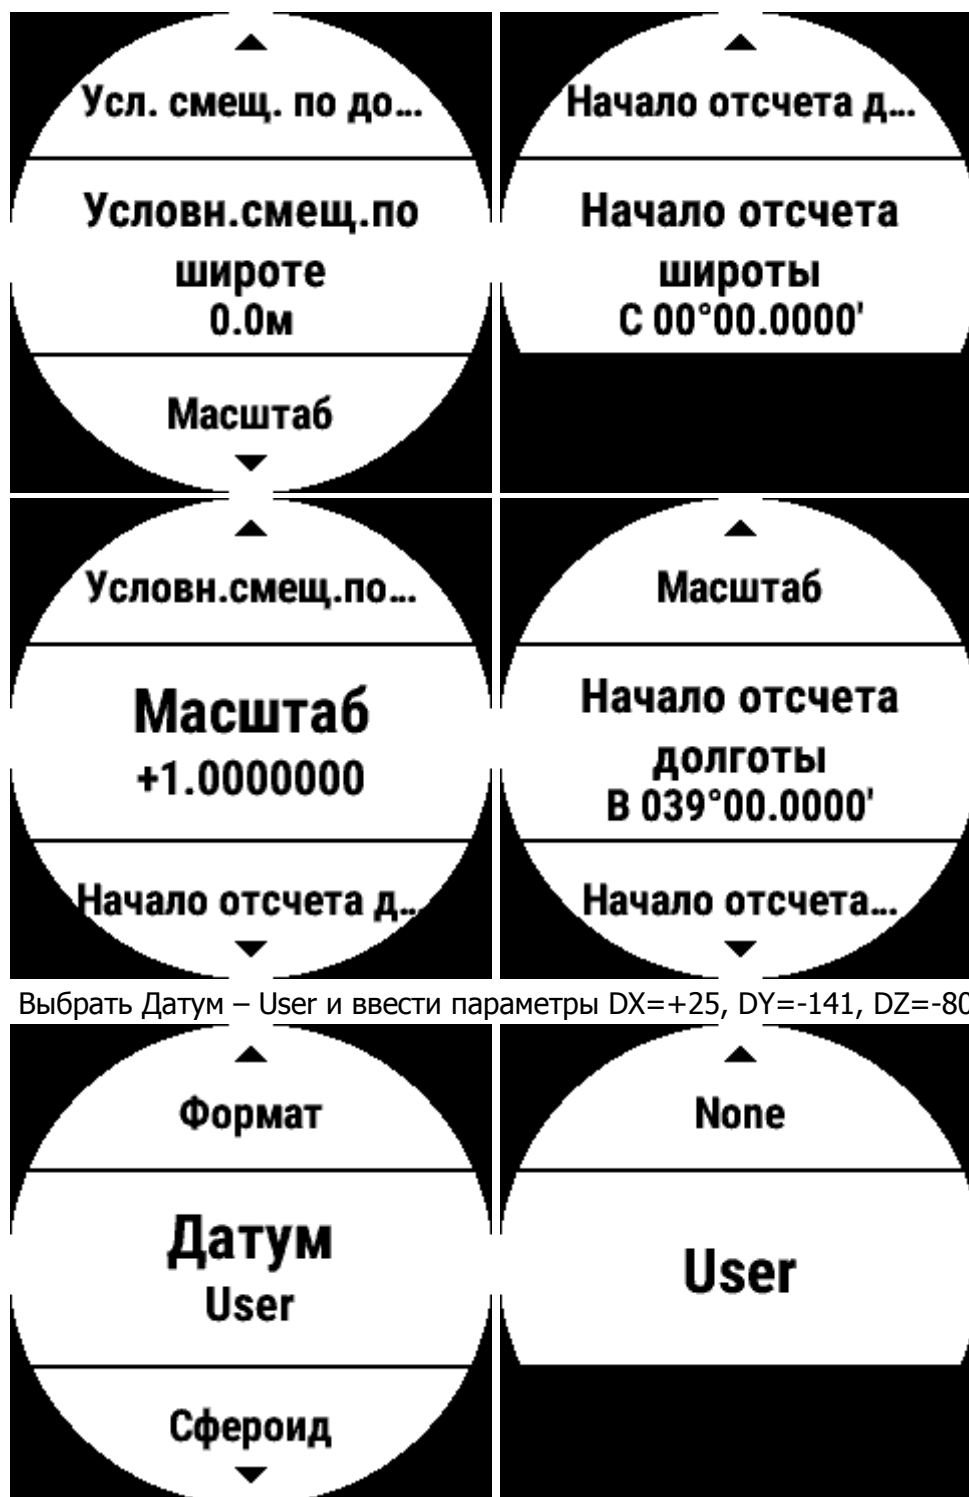 Усл. смещ. по до...
Условн.смещ.по
широте
0.0м
Масштаб
Начало отсчета д...
Начало отсчета
широты
С 00°00.0000'
Условн.смещ.по...
Масштаб
+1.0000000
Начало отсчета д...
Масштаб
Начало отсчета
долготы
В 039°00.0000'
Начало отсчета...
Выбрать Датум – User и ввести параметры DX=+25, DY=-141, DZ=-80
Формат
Датум
User
Сфероид
None
User